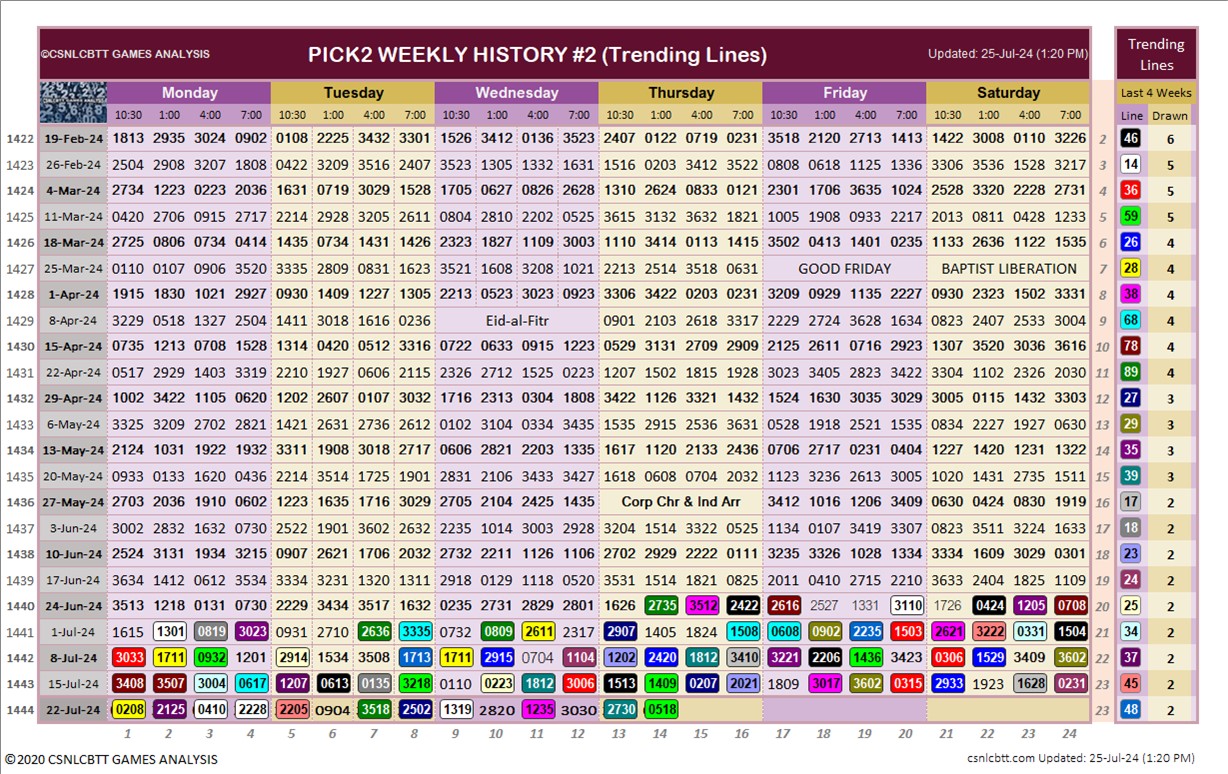 ©CSNLCBTT GAMES ANALYSIS PICK2 WEEKLY HISTORY #2 (Trending Lines) Updated: 25-Jul-24 (1:20 PM) Trending Lines
Monday Tuesday Wednesday Thursday Friday Saturday Last 4 Weeks
10:30 1:00 4:00 7:00 10:30 1:00 4:00 7:00 10:30 1:00 4:00 7:00 10:30 1:00 4:00 7:00 10:30 1:00 4:00 7:00 10:30 1:00 4:00 7:00 Line Drawn
1422 19-Feb-24 1813 2935 3024 0902 0108 2225 3432 3301 1526 3412 0136 3523 2407 0122 0719 0231 3518 2120 2713 1413 1422 3008 0110 3226 2 46 6
1423 26-Feb-24 2504 2908 3207 1808 0422 3209 3516 2407 3523 1305 1332 1631 1516 0203 3412 3522 0808 0618 1125 1336 3306 3536 1528 3217 3 14 5
1424 4-Mar-24 2734 1223 0223 2036 1631 0719 3029 1528 1705 0627 0826 2628 1310 2624 0833 0121 2301 1706 3635 1024 2528 3320 2228 2731 4 36 5
1425 11-Mar-24 0420 2706 0915 2717 2214 2928 3205 2611 0804 2810 2202 0525 3615 3132 3632 1821 1005 1908 0933 2217 2013 0811 0428 1233 5 59 5
1426 18-Mar-24 2725 0806 0734 0414 1435 0734 1431 1426 2323 1827 1109 3003 1110 3414 0113 1415 3502 0413 1401 0235 1133 2636 1122 1535 6 26 4
1427 25-Mar-24 0110 0107 0906 3520 3335 2809 0831 1623 3521 1608 3208 1021 2213 2514 3518 0631 GOOD FRIDAY BAPTIST LIBERATION 7 28 4
1428 1-Apr-24 1915 1830 1021 2927 0930 1409 1227 1303 2213 0523 3023 0923 3306 3422 0203 0231 3209 0929 1135 2227 0930 2323 1502 3331 8 38 4
1429 8-Apr-24 3229 0518 1327 2504 1411 3018 1616 0236 Eid-al-Fitr 0901 2103 2618 3317 2229 2724 3628 1634 0823 2407 2533 3004 9 68 4
1430 15-Apr-24 0735 1213 0708 1528 1314 0420 0512 3316 0722 0633 0915 1223 0529 3131 2709 2909 2125 2611 0716 2923 1307 3520 3036 3616 10 78 4
1431 22-Apr-24 0517 2929 1403 3319 2210 1927 0606 2115 2326 2712 1525 0223 1207 1502 1815 1928 3023 3405 2823 3422 3304 1102 2326 2030 11 89 4
1432 29-Apr-24 1002 3422 1105 0620 1202 2607 0107 3032 1716 2313 0304 1808 3422 1126 3321 1432 1524 1630 3035 3029 3005 0115 1432 3303 12 27 3
1433 6-May-24 3325 3209 2702 2821 1421 2631 2736 2612 0102 3104 0334 3435 1535 2915 2536 3631 0528 1918 2521 1535 0834 2227 1927 0630 13 29 3
1434 13-May-24 2124 1031 1922 1932 3311 1908 3018 2717 0606 2821 2203 1335 1617 1120 2133 2436 0706 2717 0231 0404 1227 1420 1231 1322 14 35 3
1435 20-May-24 0933 0133 1620 0436 2214 3514 1725 1903 2831 2103 3433 3427 1618 0608 1704 2032 1123 3236 2613 3005 1020 1431 2735 1511 15 39 3
1436 27-May-24 2703 2036 1910 0602 1223 1635 1716 3029 2705 2104 2425 1435 Corp Chr & Ind Arr 3412 1016 1206 3409 0630 0424 0830 1919 16 17 2
1437 3-Jun-24 3002 2832 1632 0730 2522 1901 3602 2632 2235 1014 3003 2928 3204 1514 3322 0525 1134 0107 3419 3307 0823 3511 3224 1633 17 18 2
1438 10-Jun-24 2524 3131 1934 3215 0907 2621 1706 2032 2732 2211 1126 1106 2702 2929 2222 0111 3235 3326 1028 1334 3334 1609 3029 0301 18 23 2
1439 17-Jun-24 3634 1412 0612 3534 3334 3231 1320 1311 2918 0129 1118 0520 3531 1514 1821 0825 2011 0410 2715 2210 3633 2404 1825 1109 19 24 2
1440 24-Jun-24 3513 1218 0131 0730 2229 3434 3517 1632 0235 2731 2829 2801 1626 2735 3512 2422 2616 2527 1331 3110 1726 0424 1205 0708 20 25 2
1441 1-Jul-24 1615 1301 0819 3023 0931 2710 2636 3335 0732 0809 2611 2317 2907 1405 1824 1508 0608 0902 2235 1503 2621 3222 0331 1504 21 34 2
1442 8-Jul-24 3033 1711 0932 1201 2914 1534 3508 1713 1711 2915 0704 1104 1202 2420 1812 3410 3221 2206 1436 3423 0306 1529 3409 3602 22 37 2
1443 15-Jul-24 3408 3507 3004 0617 1207 0613 0135 3218 0110 0223 1812 3006 1513 1409 0207 2021 1809 3017 3602 0315 2933 1923 1628 0231 23 45 2
1444 22-Jul-24 0208 2125 0410 2228 2205 0904 3518 2502 1319 2820 1235 3030 2730 0518 23 48 2
1 2 3 4 5 6 7 8 9 10 11 12 13 14 15 16 17 18 19 20 21 22 23 24
©2020 CSNLCBTT GAMES ANALYSIS csnlcbtt.com Updated: 25-Jul-24 (1:20 PM)